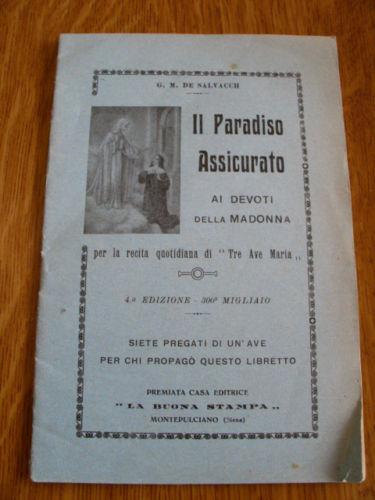 G. M. DE SALVACCH
Il Paradiso
Assicurato
AI DEVOTI
DELLA MADONNA
per la recita quotidiana di "Tre Ave Maria„
4.ª EDIZIONE - 300º MIGLIAIO
SIETE PREGATI DI UN'AVE
PER CHI PROPAGÒ QUESTO LIBRETTO
PREMIATA CASA EDITRICE
"LA BUONA STAMPA„
MONTEPULCIANO (Siena)